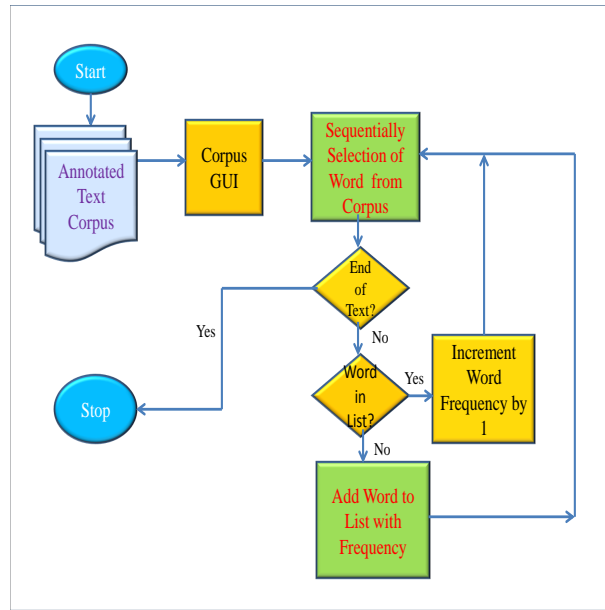 Start
Annotated
Text
Corpus
Corpus
GUI
Sequentially
Selection of
Word from
Corpus
End
of
Text?
Yes
No
Stop
Word
in
List?
Yes
Increment
Word
Frequency by
1
No
Add Word to
List with
Frequency